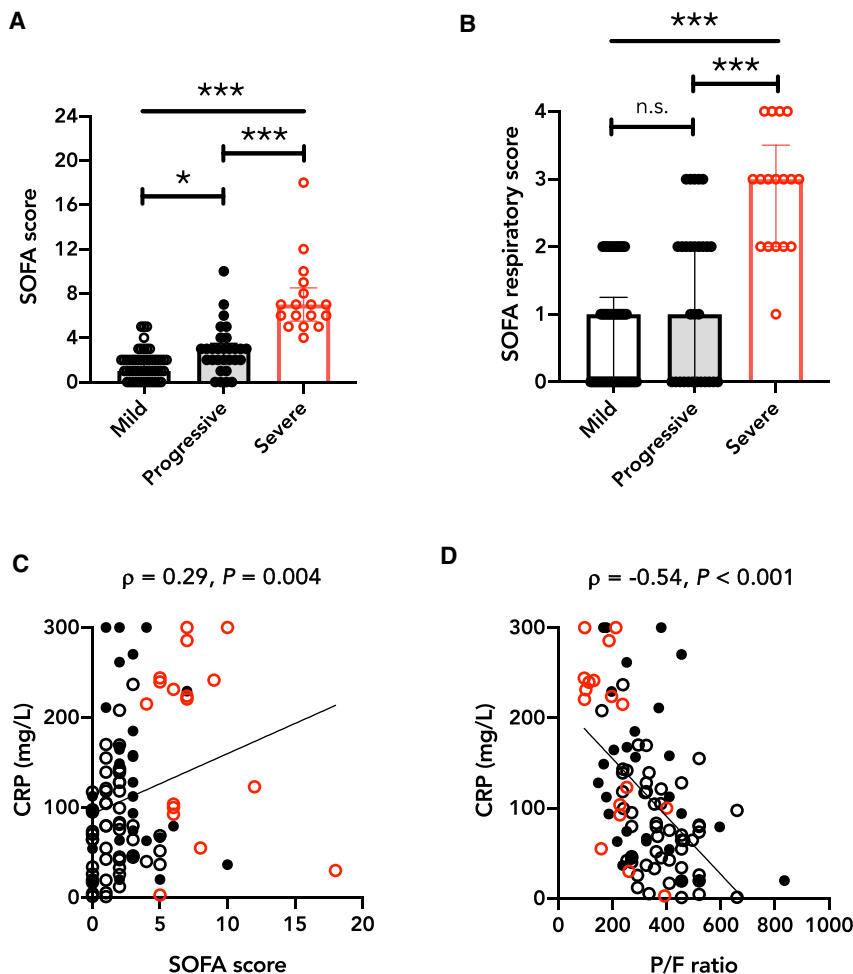 A
SOFA score
24
20
16
12
8
4
0
***
***
*
Mild
Progressive
Severe
B
SOFA respiratory score
4
3
2
1
0
***
***
n.s.
Mild
Progressive
Severe
C
ρ = 0.29, P = 0.004
CRP (mg/L)
300
200
100
0
0 5 10 15 20
SOFA score
D
ρ = -0.54, P < 0.001
CRP (mg/L)
300
200
100
0
0 200 400 600 800 1000
P/F ratio